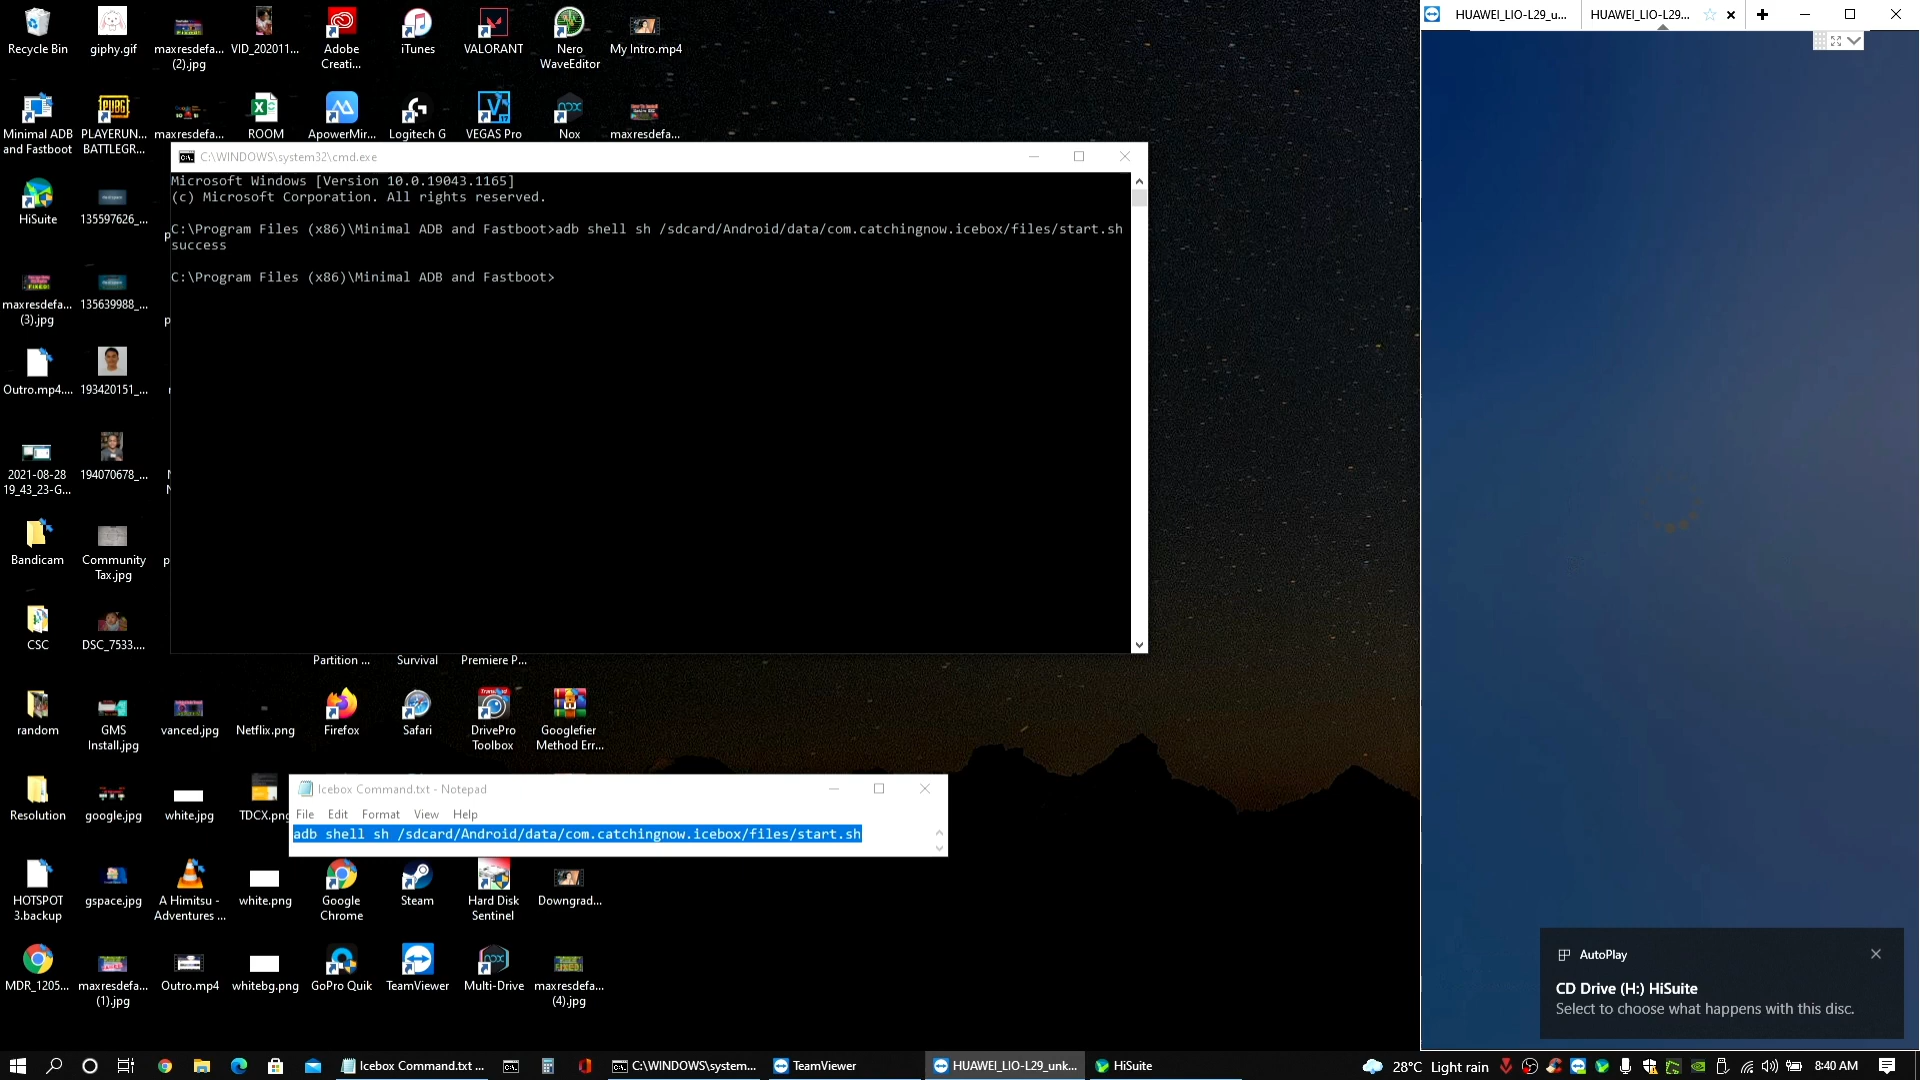 Recycle Bin
giphy.gif
maxresdefa...
(2).jpg
VID_202011...
Adobe
Creati...
iTunes
VALORANT
Nero
WaveEditor
My Intro.mp4
Minimal ADB
and Fastboot
PLAYERUN...
BATTLEGR...
maxresdefa...
ROOM
ApowerMir...
Logitech G
VEGAS Pro
Nox
maxresdefa...
HiSuite
135597626_...
maxresdefa...
(3).jpg
135639988_...
Outro.mp4....
193420151_...
2021-08-28
19_43_23-G...
194070678_...
Bandicam
Community
Tax.jpg
CSC
DSC_7533....
C:\WINDOWS\system32\cmd.exe
Microsoft Windows [Version 10.0.19043.1165]
(c) Microsoft Corporation. All rights reserved.
C:\Program Files (x86)\Minimal ADB and Fastboot>adb shell sh /sdcard/Android/data/com.catchingnow.icebox/files/start.sh
success
C:\Program Files (x86)\Minimal ADB and Fastboot>
Partition ...
Survival
Premiere P...
random
GMS
Install.jpg
vanced.jpg
Netflix.png
Firefox
Safari
DrivePro
Toolbox
Googlefier
Method Err...
Resolution
google.jpg
white.jpg
TDCX.png
Icebox Command.txt - Notepad
File Edit Format View Help
adb shell sh /sdcard/Android/data/com.catchingnow.icebox/files/start.sh
HOTSPOT
3.backup
gspace.jpg
A Himitsu -
Adventures ...
white.png
Google
Chrome
Steam
Hard Disk
Sentinel
Downgrad...
MDR_1205...
maxresdefa...
(1).jpg
Outro.mp4
whitebg.png
GoPro Quik
TeamViewer
Multi-Drive
maxresdefa...
(4).jpg
HUAWEI_LIO-L29_u...
HUAWEI_LIO-L29...
AutoPlay
CD Drive (H:) HiSuite
Select to choose what happens with this disc.
Icebox Command.txt ...
C:\WINDOWS\system...
TeamViewer
HUAWEI_LIO-L29_unk...
HiSuite
28°C Light rain
8:40 AM